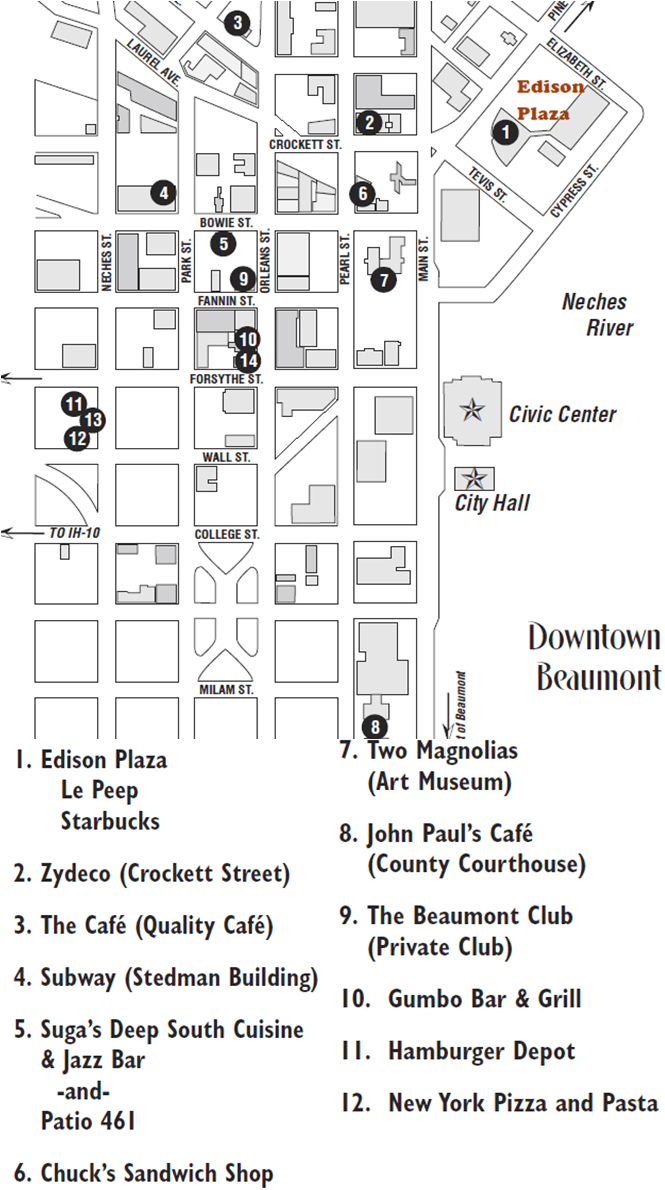 3
PINE
LAUREL AVE.
ELIZABETH ST.
Edison
Plaza
2
1
CROCKETT ST.
4
6
TEVIS ST.
CYPRESS ST.
BOWIE ST.
5
NECHES ST.
PARK ST.
ORLEANS ST.
PEARL ST.
MAIN ST.
9
7
FANNIN ST.
Neches
River
10
14
FORSYTHE ST.
11
13
12
Civic Center
WALL ST.
City Hall
TO IH-10
COLLEGE ST.
Downtown
Beaumont
MILAM ST.
t of Beaumont
8
1. Edison Plaza
Le Peep
Starbucks
2. Zydeco (Crockett Street)
3. The Café (Quality Café)
4. Subway (Stedman Building)
5. Suga's Deep South Cuisine
& Jazz Bar
-and-
Patio 461
6. Chuck's Sandwich Shop
7. Two Magnolias
(Art Museum)
8. John Paul's Café
(County Courthouse)
9. The Beaumont Club
(Private Club)
10. Gumbo Bar & Grill
11. Hamburger Depot
12. New York Pizza and Pasta